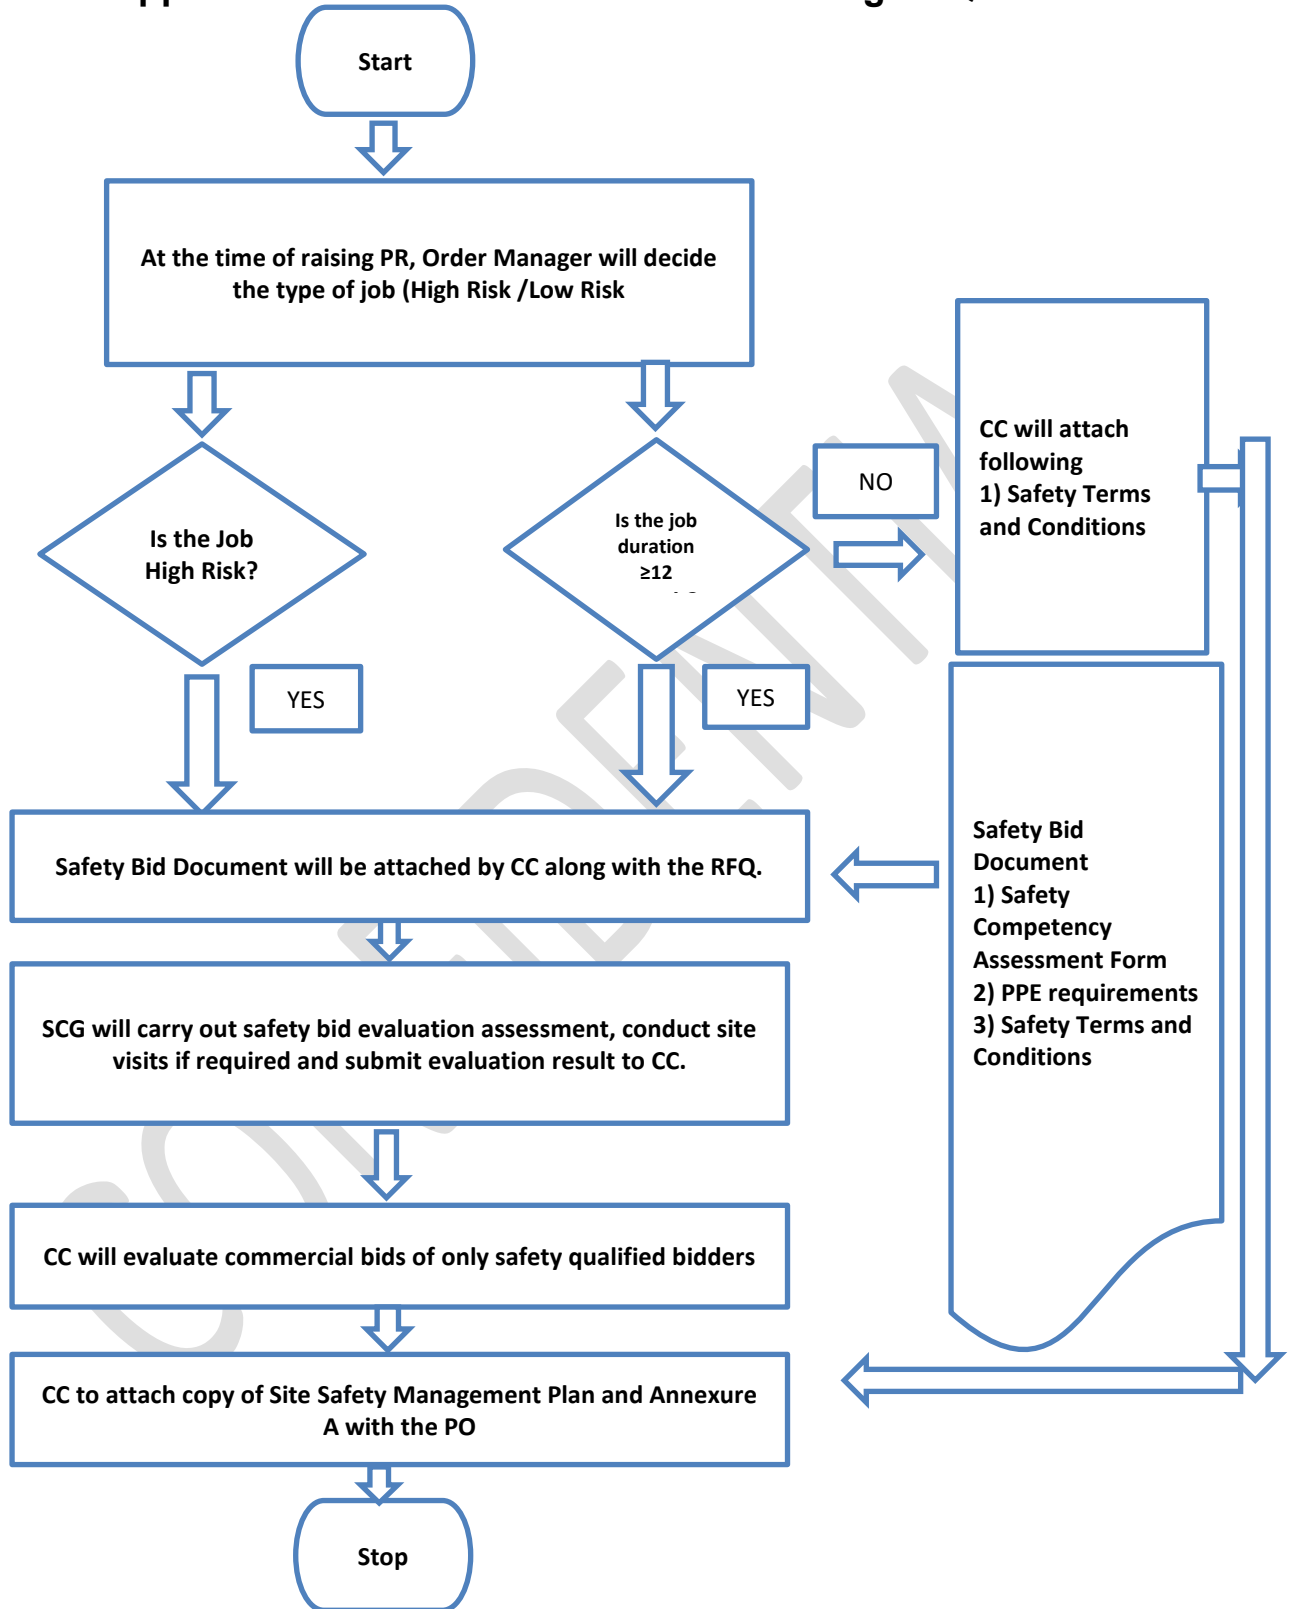 Start
At the time of raising PR, Order Manager will decide
the type of job (High Risk /Low Risk
CC will attach
following
1) Safety Terms
and Conditions
NO
Is the Job
High Risk?
Is the job
duration
≥12
YES
YES
Safety Bid Document will be attached by CC along with the RFQ.
Safety Bid
Document
1) Safety
Competency
Assessment Form
2) PPE requirements
3) Safety Terms and
Conditions
SCG will carry out safety bid evaluation assessment, conduct site
visits if required and submit evaluation result to CC.
CC will evaluate commercial bids of only safety qualified bidders
CC to attach copy of Site Safety Management Plan and Annexure
A with the PO
Stop